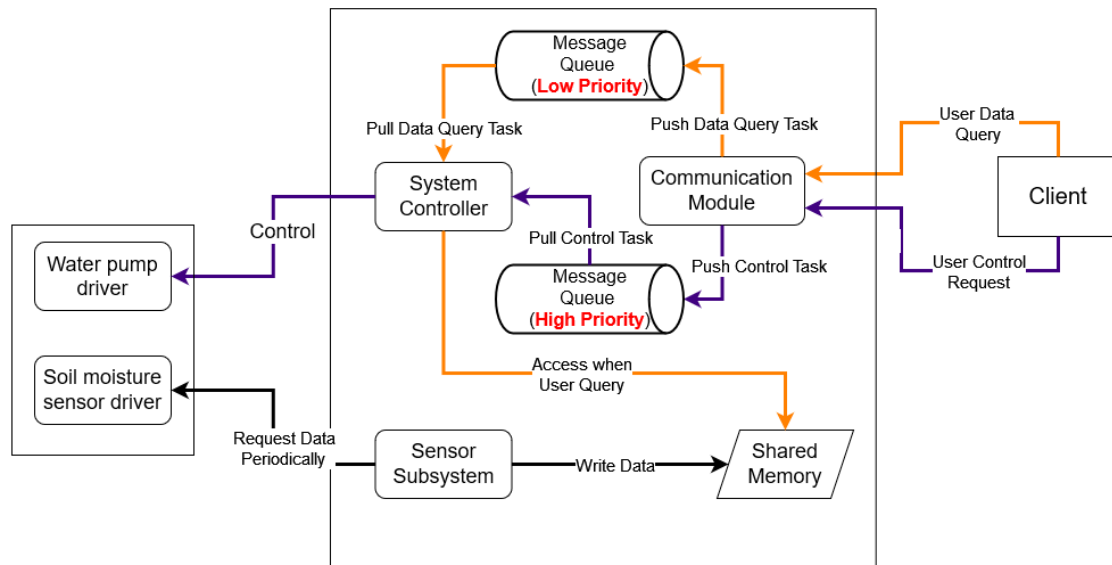 Message
Queue
(Low Priority)
Pull Data Query Task
Push Data Query Task
User Data
Query
System
Controller
Communication
Module
Client
Control
Pull Control Task
Push Control Task
User Control
Request
Water pump
driver
Message
Queue
(High Priority)
Access when
User Query
Soil moisture
sensor driver
Request Data
Periodically
Sensor
Subsystem
Write Data
Shared
Memory